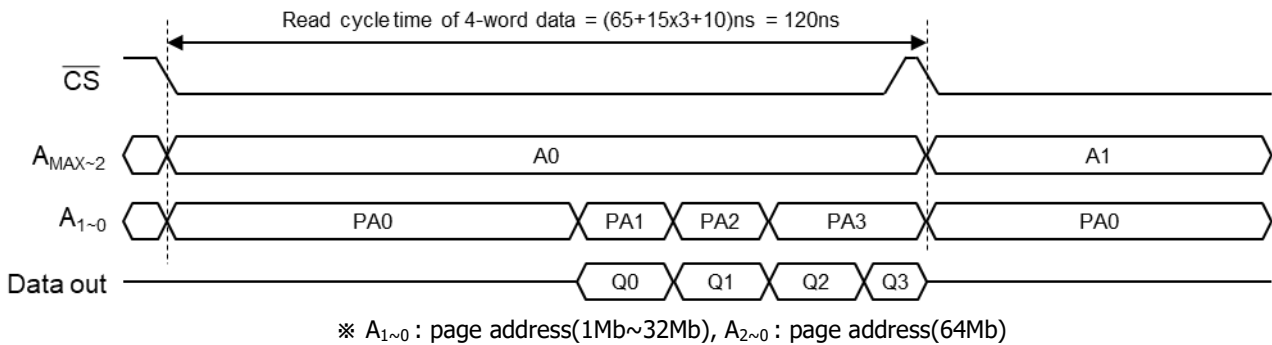 Read cycle time of 4-word data = (65+15x3+10)ns = 120ns
CS
AMAX~2 A0 A1
A1~0 PA0 PA1 PA2 PA3 PA0
Data out Q0 Q1 Q2 Q3
※ A1~0 : page address(1Mb~32Mb), A2~0 : page address(64Mb)